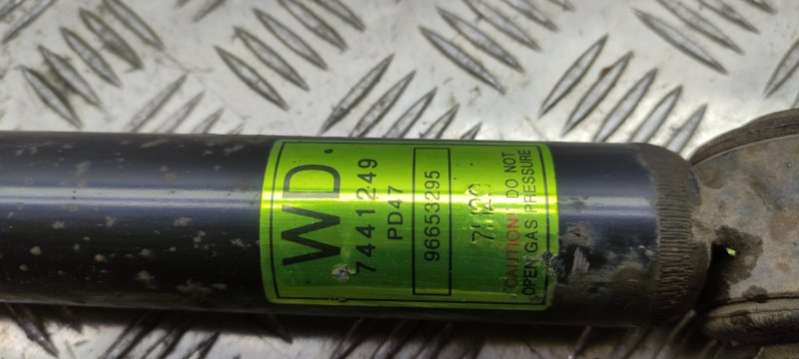 WD.
7441249
PD47
96653295
CAUTION! DO NOT
OPEN GAS PRESSURE